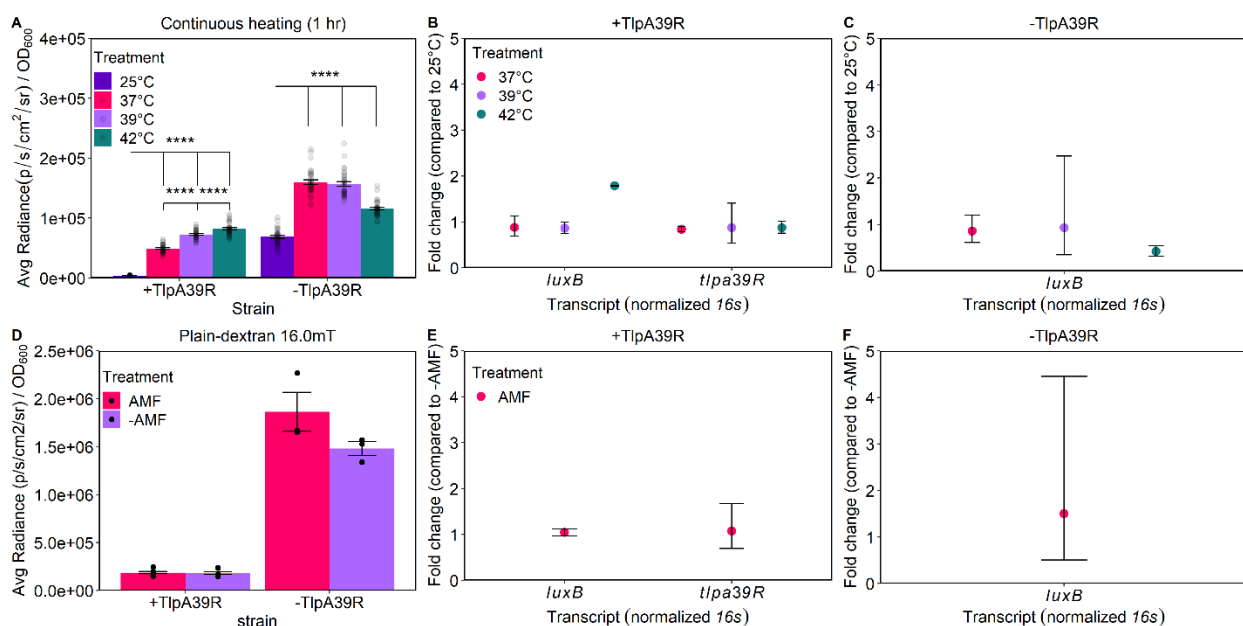 A
Continuous heating (1 hr)
Avg Radiance(p/s/cm²/sr) / OD₆₀₀
4e+05
3e+05
2e+05
1e+05
0e+00
Treatment
25°C
37°C
39°C
42°C
****
**** ****
****
+TlpA39R -TlpA39R
Strain
B
+TlpA39R
Fold change (compared to 25°C)
5
4
3
2
1
0
Treatment
37°C
39°C
42°C
luxB tlpa39R
Transcript (normalized 16s)
C
-TlpA39R
Fold change (compared to 25°C)
5
4
3
2
1
0
luxB
Transcript (normalized 16s)
D
Plain-dextran 16.0mT
Avg Radiance (p/s/cm2/sr) / OD₆₀₀
2.5e+06
2.0e+06
1.5e+06
1.0e+06
5.0e+05
0.0e+00
Treatment
AMF
-AMF
+TlpA39R -TlpA39R
strain
E
+TlpA39R
Fold change (compared to -AMF)
5
4
3
2
1
0
Treatment
AMF
luxB tlpa39R
Transcript (normalized 16s)
F
-TlpA39R
Fold change (compared to -AMF)
5
4
3
2
1
0
luxB
Transcript (normalized 16s)